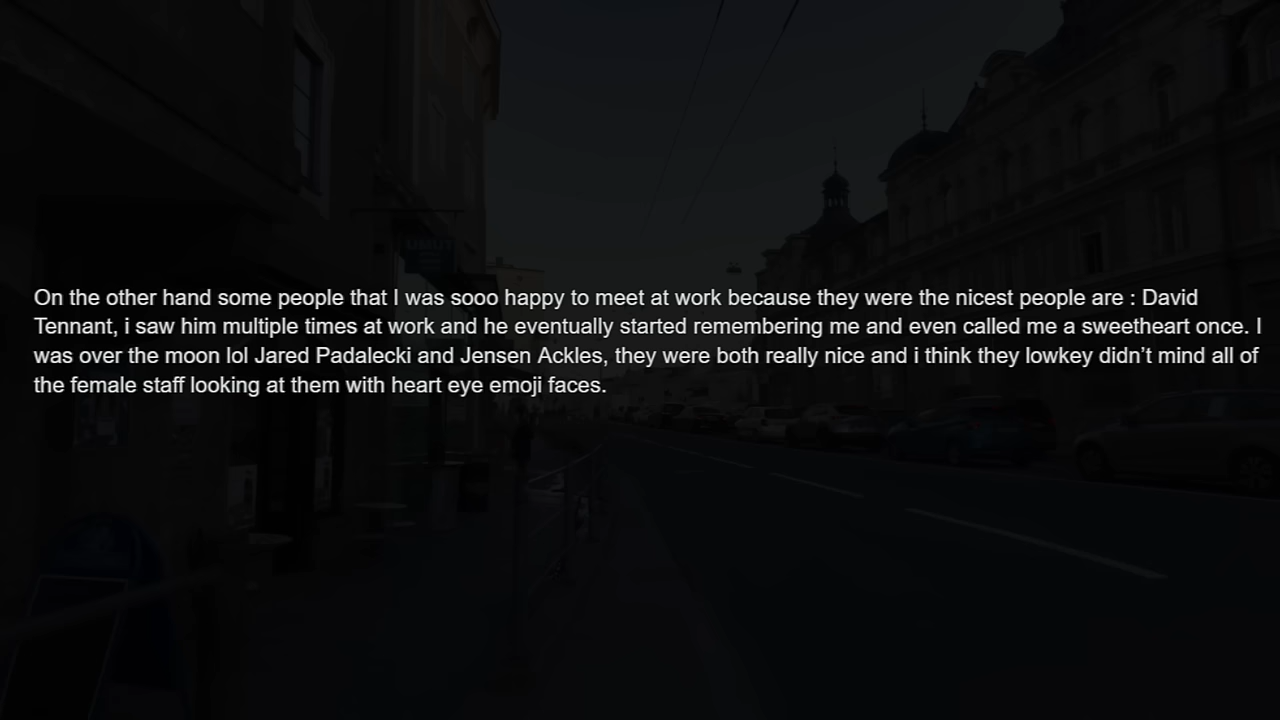 On the other hand some people that I was sooo happy to meet at work because they were the nicest people are : David
Tennant, i saw him multiple times at work and he eventually started remembering me and even called me a sweetheart once. I
was over the moon lol Jared Padalecki and Jensen Ackles, they were both really nice and i think they lowkey didn’t mind all of
the female staff looking at them with heart eye emoji faces.